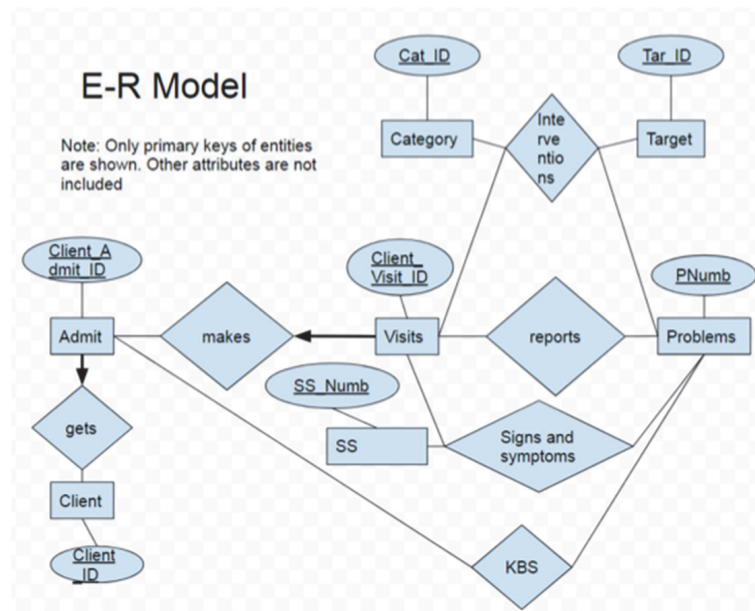 Cat_ID
Tar_ID
E-R Model
Inte
rve
ntio
ns
Category
Target
Note: Only primary keys of entities
are shown. Other attributes are not
included
Client_A
dmit_ID
Client_
Visit_ID
PNumb
Admit
makes
Visits
reports
Problems
SS_Numb
gets
SS
Signs and
symptoms
Client
KBS
Client
_ID